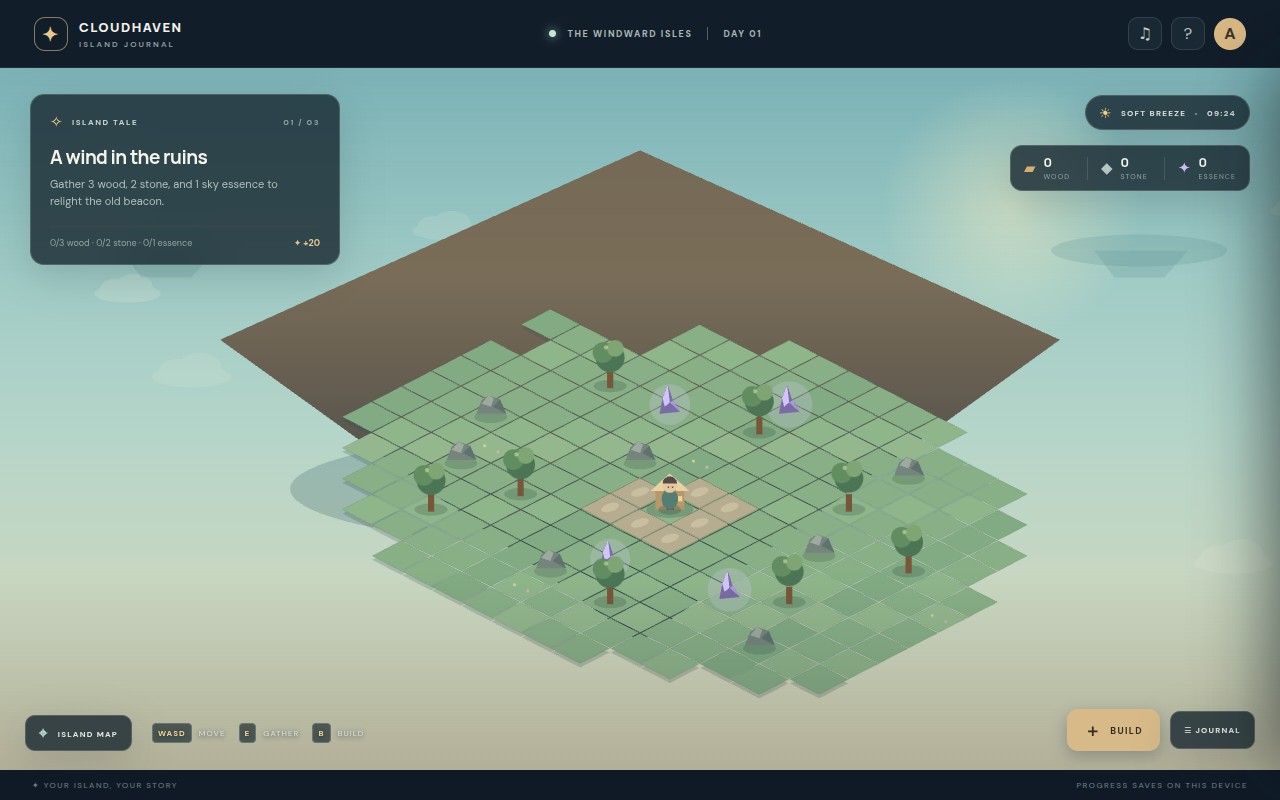 CLOUDHAVEN
ISLAND JOURNAL
THE WINDWARD ISLES
DAY 01
?
A
ISLAND TALE
01 / 03
A wind in the ruins
Gather 3 wood, 2 stone, and 1 sky essence to
relight the old beacon.
0/3 wood · 0/2 stone · 0/1 essence
+20
SOFT BREEZE - 09:24
0
WOOD
0
STONE
0
ESSENCE
ISLAND MAP
WASD MOVE
E GATHER
B BUILD
+ BUILD
JOURNAL
YOUR ISLAND, YOUR STORY
PROGRESS SAVES ON THIS DEVICE